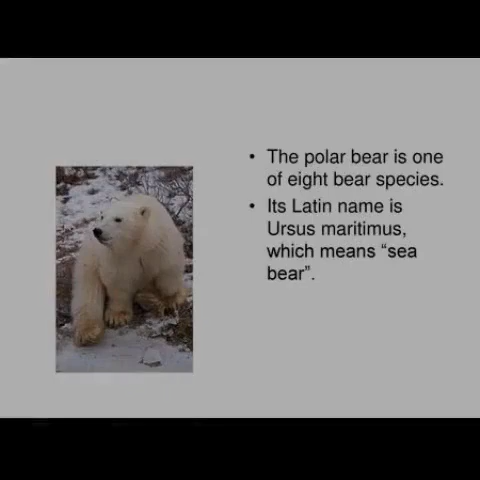 • The polar bear is one
of eight bear species.
• Its Latin name is
Ursus maritimus,
which means “sea
bear”.